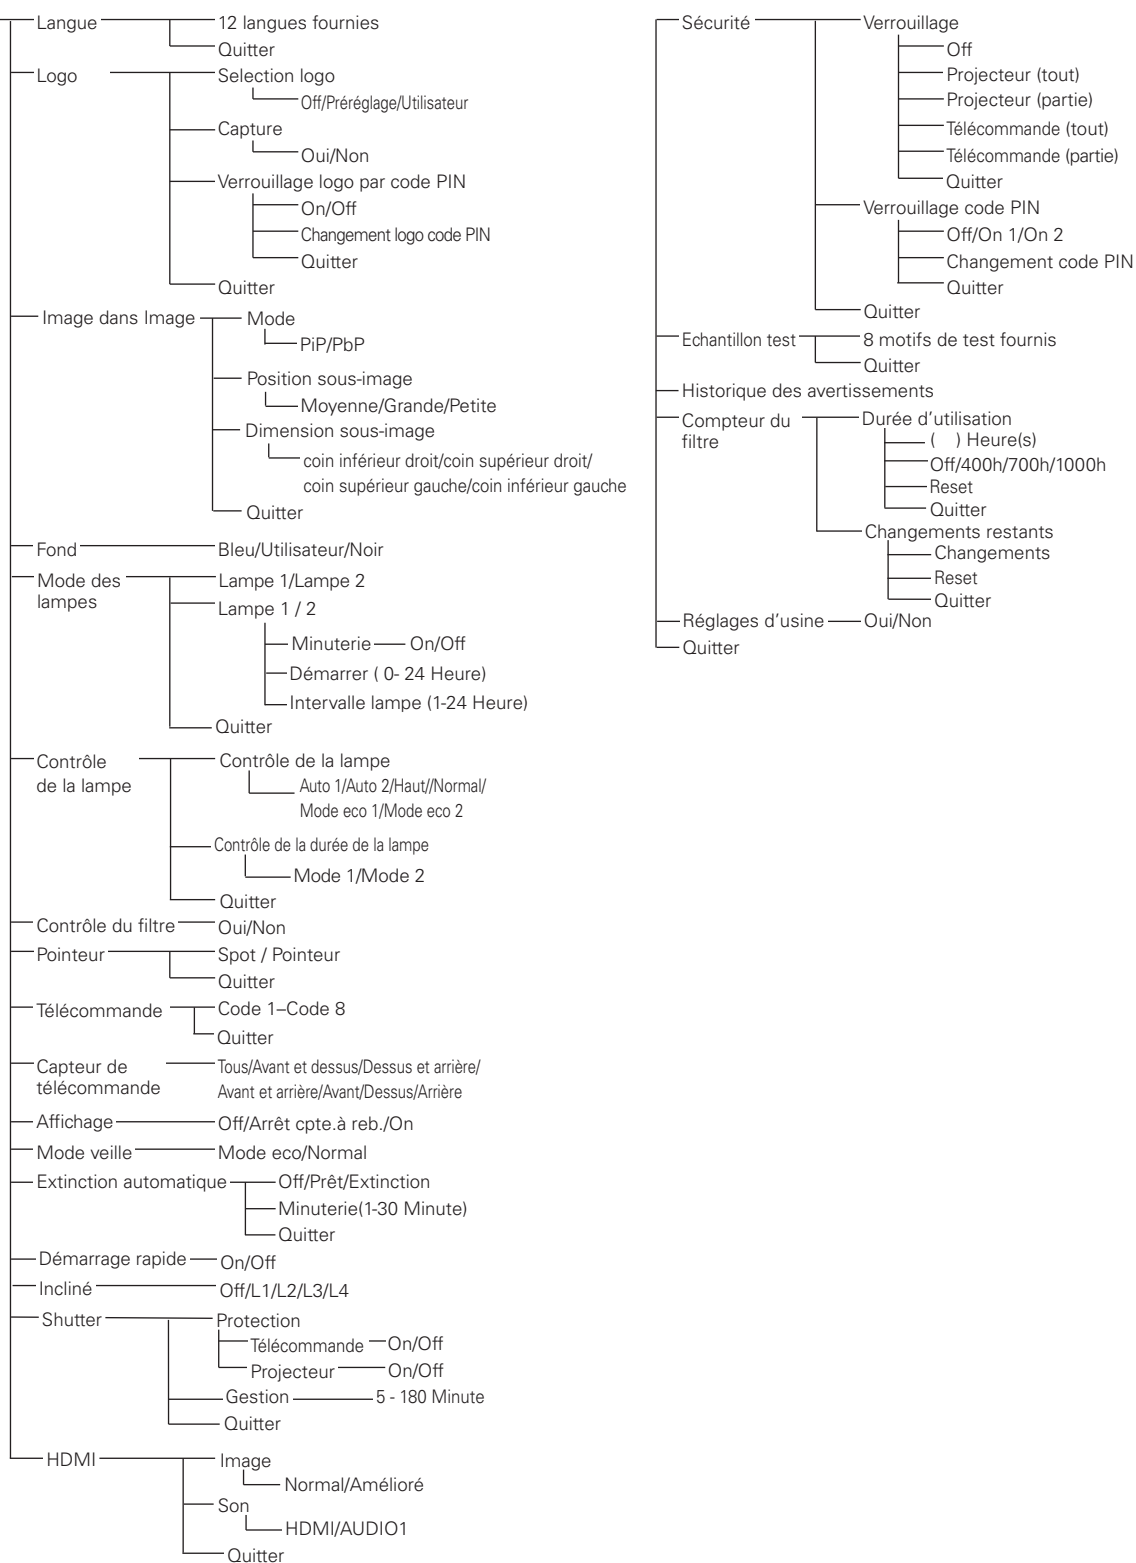 Langue
12 langues fournies
Quitter
Logo
Selection logo
Off/Préréglage/Utilisateur
Capture
Oui/Non
Verrouillage logo par code PIN
On/Off
Changement logo code PIN
Quitter
Quitter
Image dans Image
Mode
PiP/PbP
Position sous-image
Moyenne/Grande/Petite
Dimension sous-image
coin inférieur droit/coin supérieur droit/
coin supérieur gauche/coin inférieur gauche
Quitter
Fond
Bleu/Utilisateur/Noir
Mode des
lampes
Lampe 1/Lampe 2
Lampe 1 / 2
Minuterie
On/Off
Démarrer ( 0- 24 Heure)
Intervalle lampe (1-24 Heure)
Quitter
Contrôle
de la lampe
Contrôle de la lampe
Auto 1/Auto 2/Haut//Normal/
Mode eco 1/Mode eco 2
Contrôle de la durée de la lampe
Mode 1/Mode 2
Quitter
Contrôle du filtre
Oui/Non
Pointeur
Spot / Pointeur
Quitter
Télécommande
Code 1–Code 8
Quitter
Capteur de
télécommande
Tous/Avant et dessus/Dessus et arrière/
Avant et arrière/Avant/Dessus/Arrière
Affichage
Off/Arrêt cpte.à reb./On
Mode veille
Mode eco/Normal
Extinction automatique
Off/Prêt/Extinction
Minuterie(1-30 Minute)
Quitter
Démarrage rapide
On/Off
Incliné
Off/L1/L2/L3/L4
Shutter
Protection
Télécommande
On/Off
Projecteur
On/Off
Gestion
5 - 180 Minute
Quitter
HDMI
Image
Normal/Amélioré
Son
HDMI/AUDIO1
Quitter
Sécurité
Verrouillage
Off
Projecteur (tout)
Projecteur (partie)
Télécommande (tout)
Télécommande (partie)
Quitter
Verrouillage code PIN
Off/On 1/On 2
Changement code PIN
Quitter
Quitter
Echantillon test
8 motifs de test fournis
Quitter
Historique des avertissements
Compteur du
filtre
Durée d'utilisation
( ) Heure(s)
Off/400h/700h/1000h
Reset
Quitter
Changements restants
Changements
Reset
Quitter
Réglages d'usine
Oui/Non
Quitter